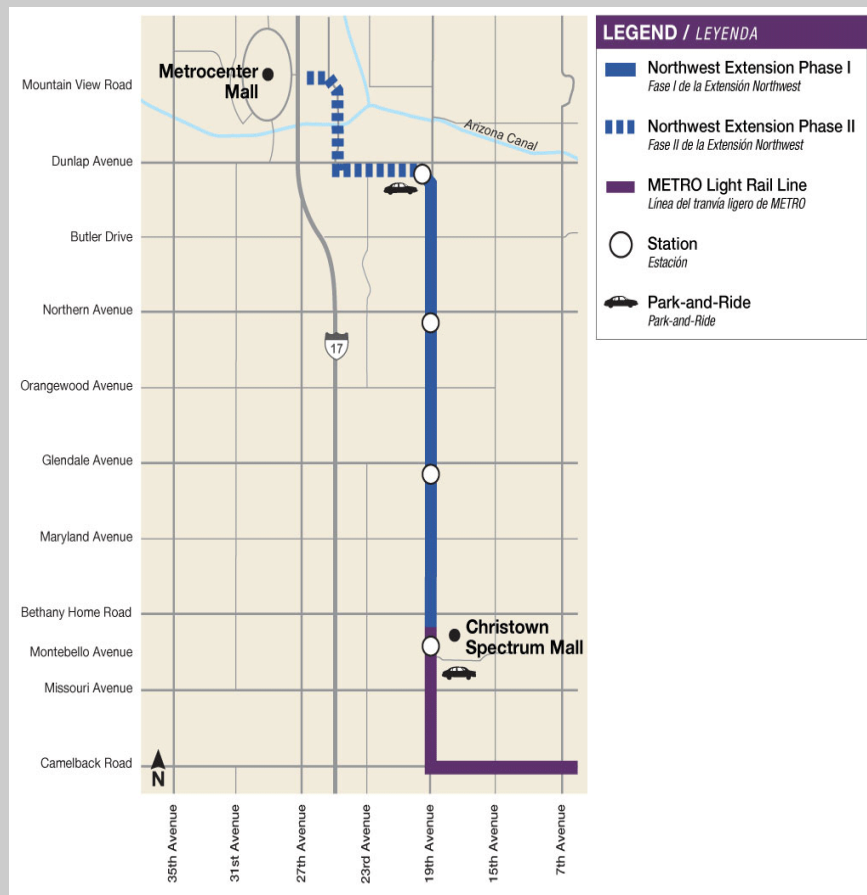 LEGEND / LEYENDA
Northwest Extension Phase I
Fase I de la Extensión Northwest
Northwest Extension Phase II
Fase II de la Extensión Northwest
METRO Light Rail Line
Línea del tranvía ligero de METRO
Station
Estación
Park-and-Ride
Park-and-Ride
Metrocenter
Mall
Mountain View Road
Arizona Canal
Dunlap Avenue
Butler Drive
Northern Avenue
17
Orangewood Avenue
Glendale Avenue
Maryland Avenue
Bethany Home Road
Christown
Spectrum Mall
Montebello Avenue
Missouri Avenue
Camelback Road
N
35th Avenue
31st Avenue
27th Avenue
23rd Avenue
19th Avenue
15th Avenue
7th Avenue